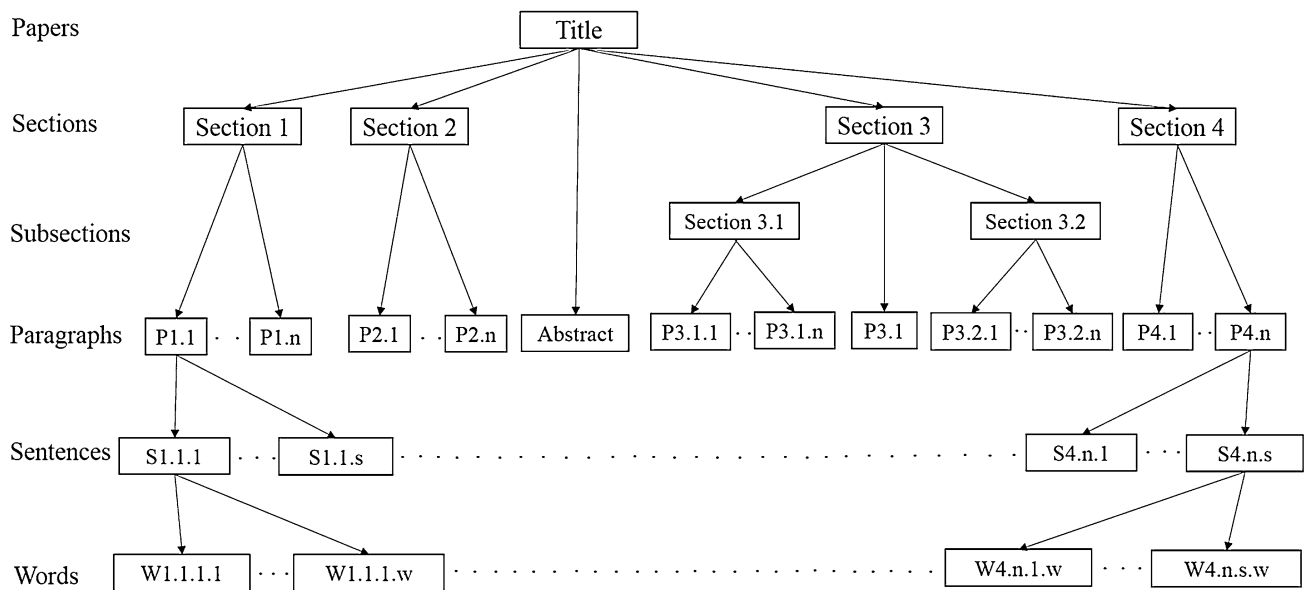 Papers
Title
Sections
Section 1
Section 2
Section 3
Section 4
Subsections
Section 3.1
Section 3.2
Paragraphs
P1.1
. .
P1.n
P2.1
. .
P2.n
Abstract
P3.1.1
. .
P3.1.n
P3.1
P3.2.1
. .
P3.2.n
P4.1
. .
P4.n
Sentences
S1.1.1
. . .
S1.1.s
S4.n.1
. . .
S4.n.s
Words
W1.1.1.1
. . .
W1.1.1.w
W4.n.1.w
. . .
W4.n.s.w